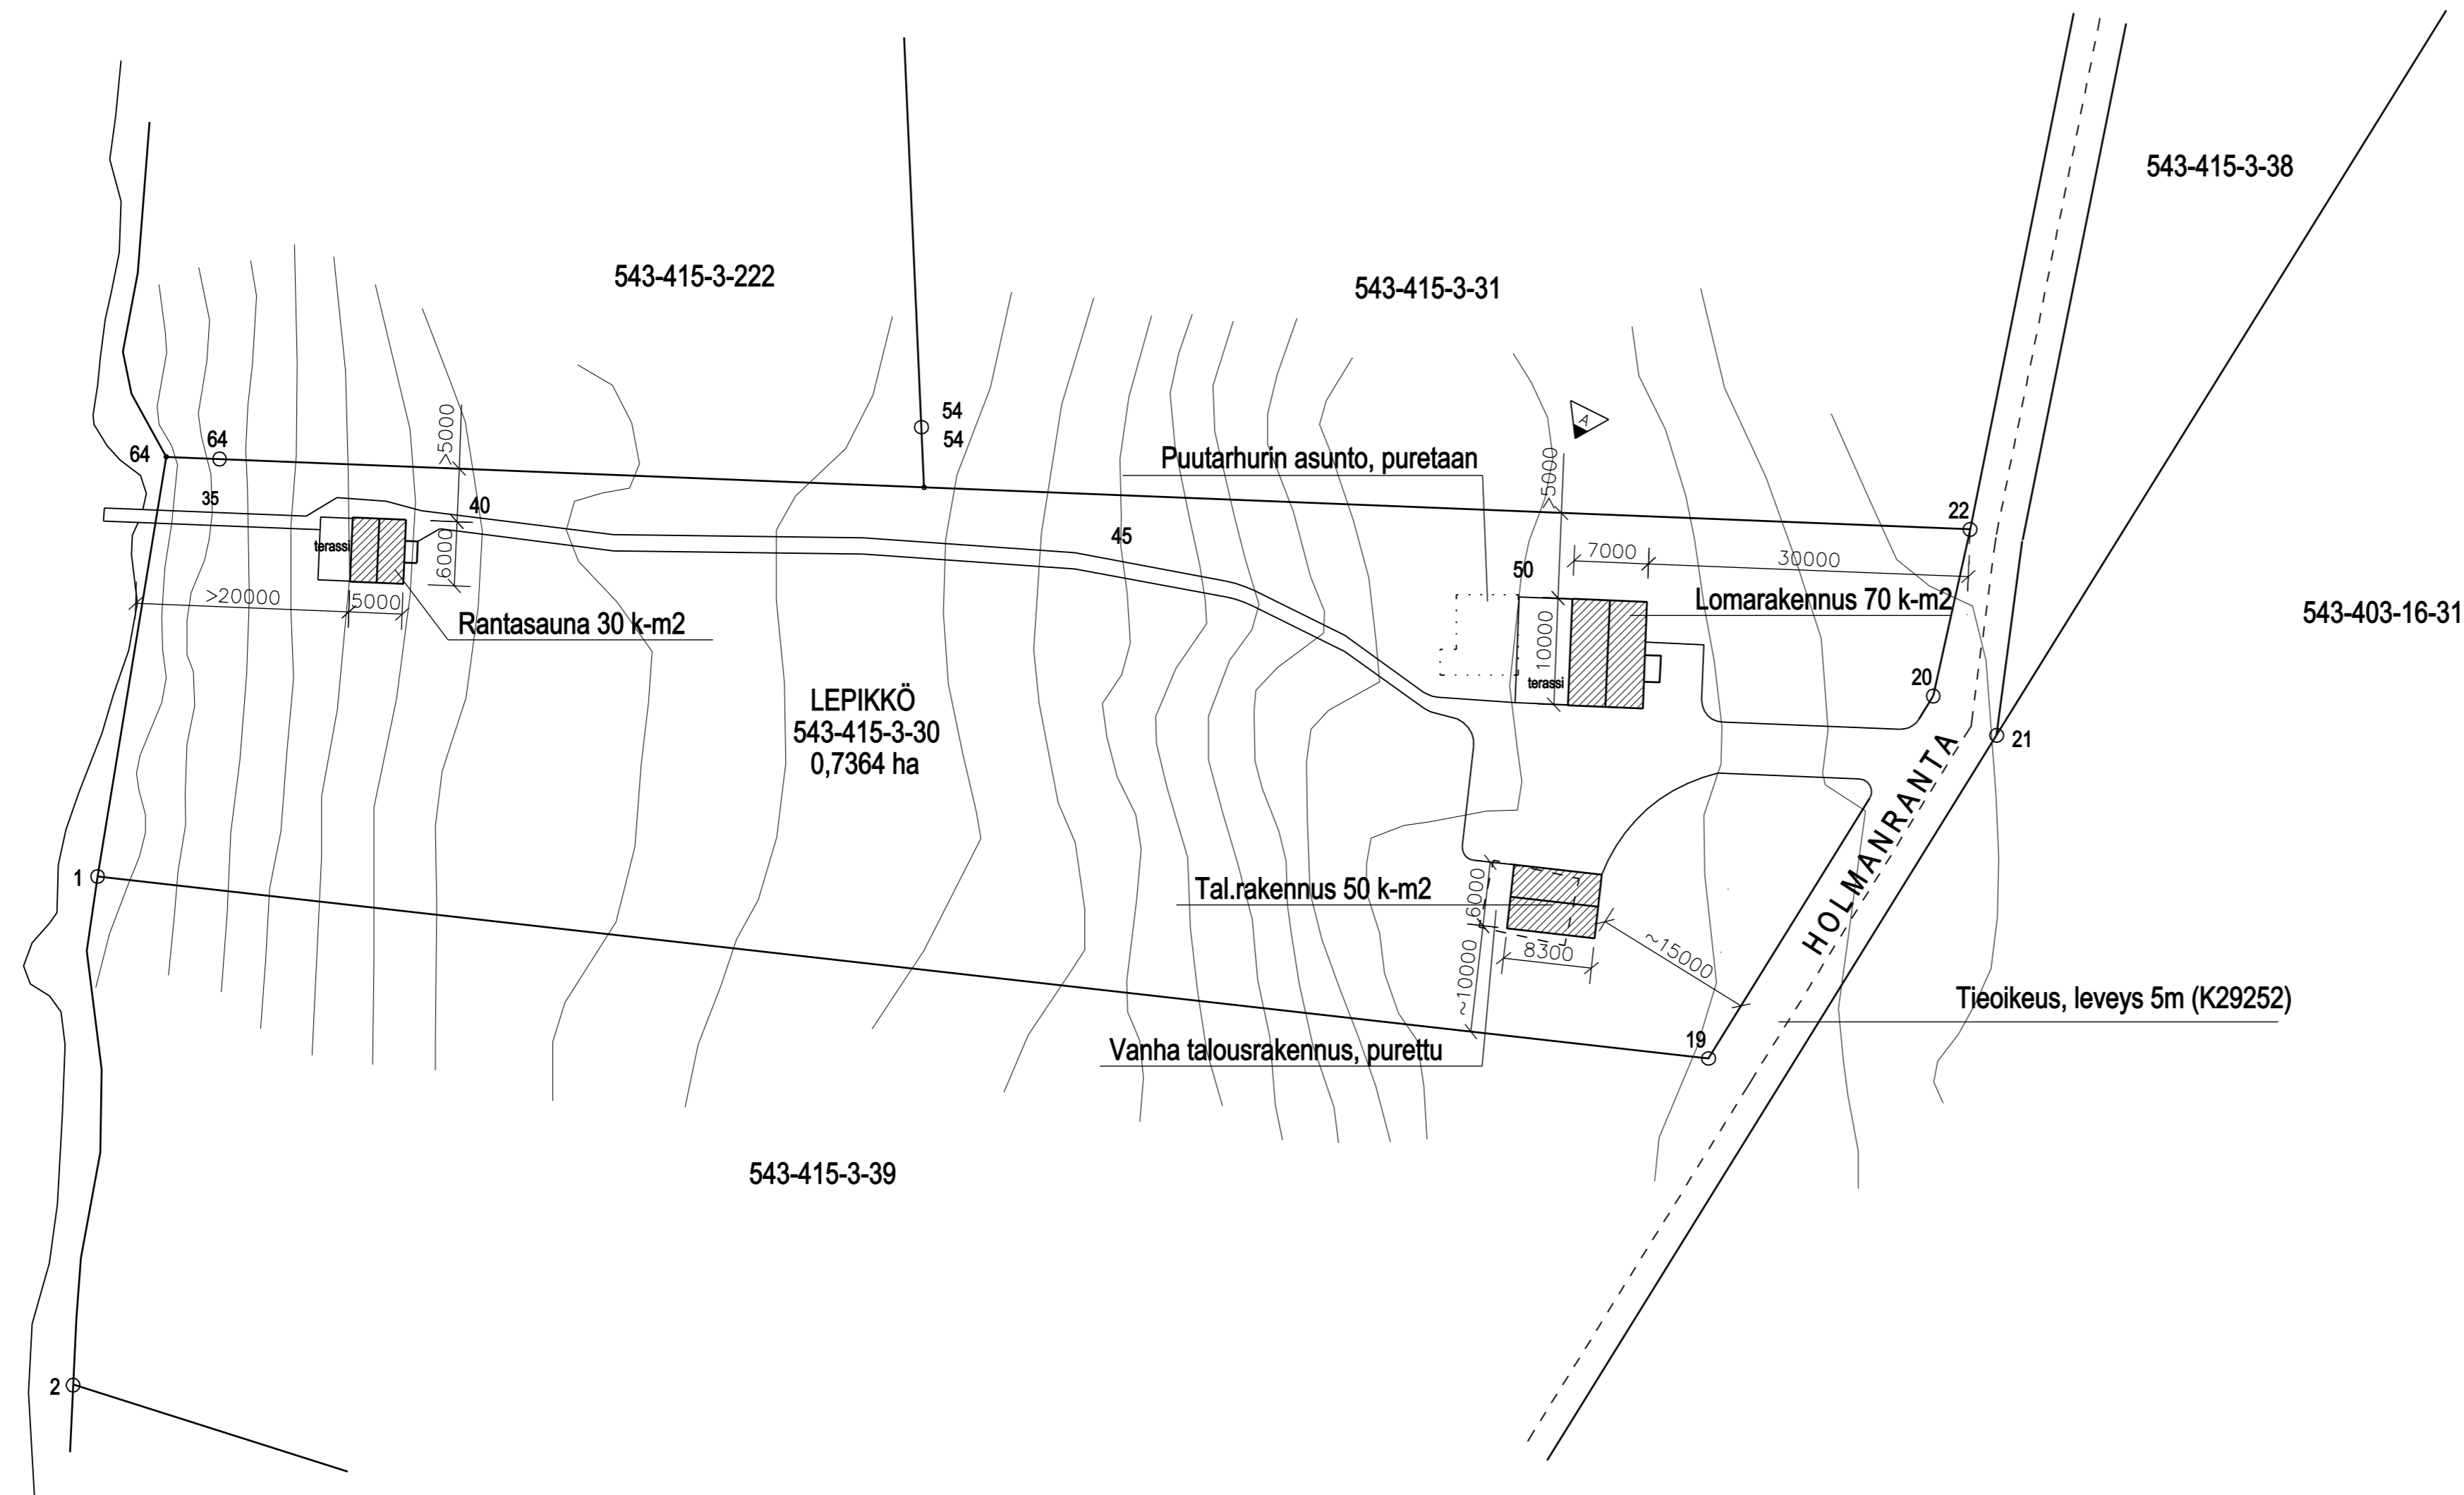 543-415-3-38
543-415-3-222
543-415-3-31
54
54
A
64
64
>5000
Puutarhurin asunto, puretaan
>5000
35
40
22
45
terassi
6000
7000
30000
50
>20000
5000
Lomarakennus 70 k-m2
543-403-16-31
Rantasauna 30 k-m2
10000
terassi
20
LEPIKKÖ
543-415-3-30
0,7364 ha
21
HOLMANRANTA
1
Tal.rakennus 50 k-m2
6000
8300
~15000
~10000
Tieoikeus, leveys 5m (K29252)
19
Vanha talousrakennus, purettu
543-415-3-39
2